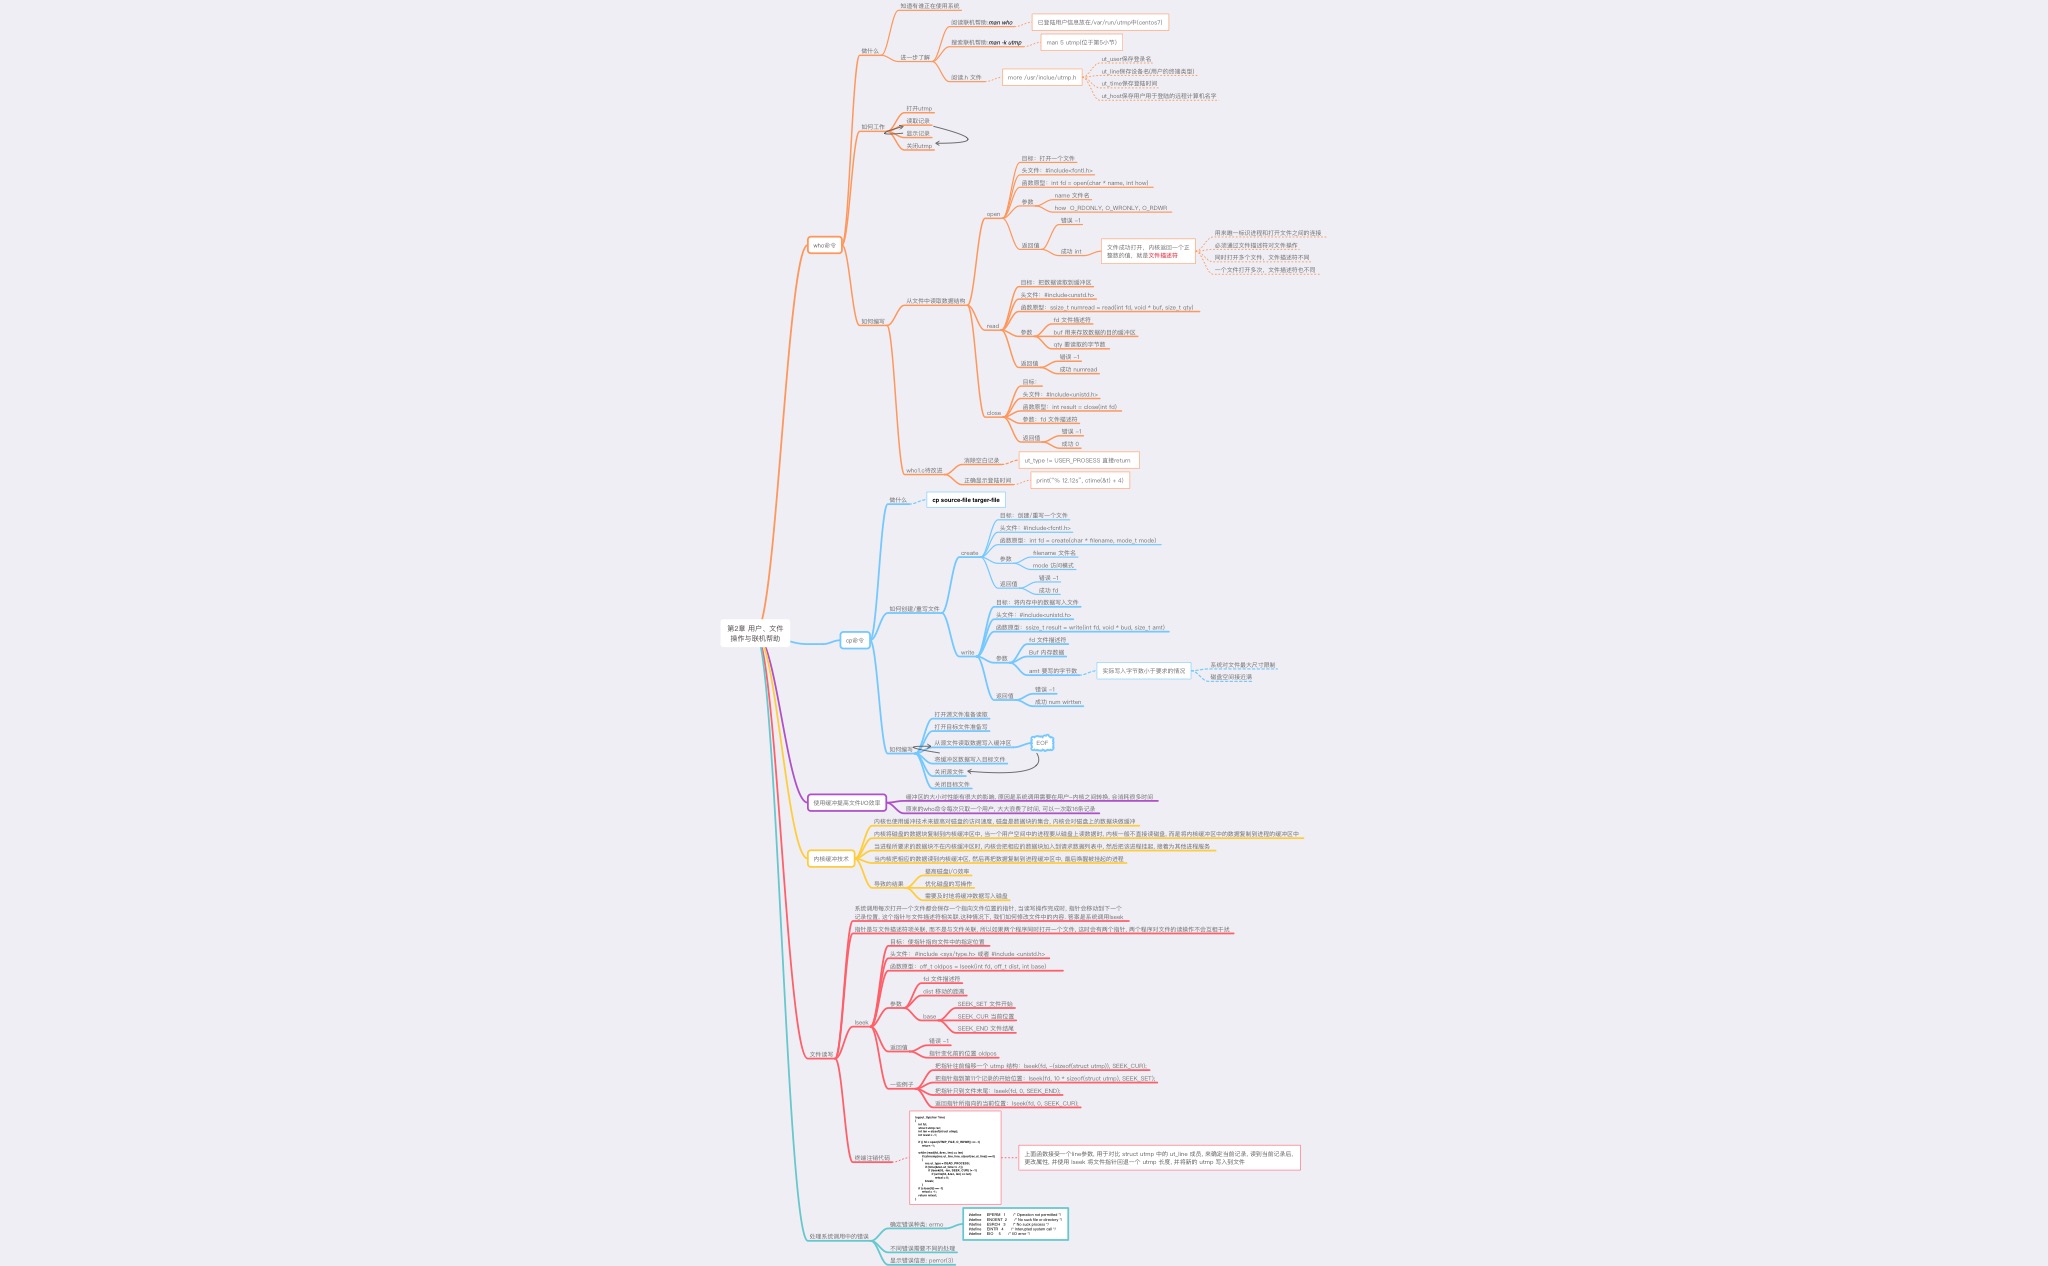 第2章 用户、文件
操作与联机帮助
who命令
做什么
知道有谁正在使用系统
进一步了解
阅读联机帮助:man who
已登陆用户信息放在/var/run/utmp中(centos7)
搜索联机帮助:man -k utmp
man 5 utmp(位于第5小节)
阅读.h 文件
more /usr/inclue/utmp.h
ut_user保存登录名
ut_line保存设备名(用户的终端类型)
ut_time保存登陆时间
ut_host保存用户用于登陆的远程计算机名字
如何工作
打开utmp
读取记录
显示记录
关闭utmp
如何编写
从文件中读取数据结构
open
目标：打开一个文件
头文件：#include<fcntl.h>
函数原型：int fd = open(char * name, int how)
参数
name 文件名
how O_RDONLY, O_WRONLY, O_RDWR
返回值
错误 -1
成功 int
文件成功打开，内核返回一个正
整数的值，就是文件描述符
用来唯一标识进程和打开文件之间的连接
必须通过文件描述符对文件操作
同时打开多个文件，文件描述符不同
一个文件打开多次，文件描述符也不同
read
目标：把数据读取到缓冲区
头文件：#include<unistd.h>
函数原型：ssize_t numread = read(int fd, void * buf, size_t qty)
参数
fd 文件描述符
buf 用来存放数据的目的缓冲区
qty 要读取的字节数
返回值
错误 -1
成功 numread
close
目标：
头文件：#include<unistd.h>
函数原型：int result = close(int fd)
参数：fd 文件描述符
返回值
错误 -1
成功 0
who1.c待改进
消除空白记录
ut_type != USER_PROSESS 直接return
正确显示登陆时间
print("% 12.12s", ctime(&t) + 4)
cp命令
做什么
cp source-file targer-file
如何创建/重写文件
create
目标：创建/重写一个文件
头文件：#include<fcntl.h>
函数原型：int fd = create(char * filename, mode_t mode)
参数
filename 文件名
mode 访问模式
返回值
错误 -1
成功 fd
write
目标：将内存中的数据写入文件
头文件：#include<unistd.h>
函数原型：ssize_t result = write(int fd, void * bud, size_t amt)
参数
fd 文件描述符
Buf 内存数据
amt 要写的字节数
实际写入字节数小于要求的情况
系统对文件最大尺寸限制
磁盘空间接近满
返回值
错误 -1
成功 num wirtten
如何编写
打开源文件准备读取
打开目标文件准备写
从源文件读取数据写入缓冲区
EOF
将缓冲区数据写入目标文件
关闭源文件
关闭目标文件
使用缓冲提高文件I/O效率
缓冲区的大小对性能有很大的影响, 原因是系统调用需要在用户-内核之间转换, 会消耗很多时间
原来的who命令每次只取一个用户, 大大浪费了时间, 可以一次取16条记录
内核缓冲技术
内核也使用缓冲技术来提高对磁盘的访问速度, 磁盘是数据块的集合, 内核会对磁盘上的数据块做缓冲
内核将磁盘的数据块复制到内核缓冲区中, 当一个用户空间中的进程要从磁盘上读数据时, 内核一般不直接读磁盘, 而是将内核缓冲区中的数据复制到进程的缓冲区中
当进程所要求的数据块不在内核缓冲区时, 内核会把相应的数据块加入到请求数据列表中, 然后把该进程挂起, 接着为其他进程服务
当内核把相应的数据读到内核缓冲区, 然后再把数据复制到进程缓冲区中, 最后唤醒被挂起的进程
导致的结果
提高磁盘I/O效率
优化磁盘的写操作
需要及时地将缓冲数据写入磁盘
文件读写
系统调用每次打开一个文件都会保存一个指向文件位置的指针, 当读写操作完成时, 指针会移动到下一个
记录位置, 这个指针与文件描述符相关联.这种情况下, 我们如何修改文件中的内容, 答案是系统调用lseek
指针是与文件描述符项关联, 而不是与文件关联, 所以如果两个程序同时打开一个文件, 这时会有两个指针, 两个程序对文件的读操作不会互相干扰
lseek
目标：使指针指向文件中的指定位置
头文件：#include <sys/type.h> 或者 #include <unistd.h>
函数原型：off_t oldpos = lseek(int fd, off_t dist, int base)
参数
fd 文件描述符
dist 移动的距离
base
SEEK_SET 文件开始
SEEK_CUR 当前位置
SEEK_END 文件结尾
返回值
错误 -1
指针变化前的位置 oldpos
一些例子
把指针往前偏移一个 utmp 结构：lseek(fd, -(sizeof(struct utmp)), SEEK_CUR);
把指针指到第11个记录的开始位置：lseek(fd, 10 * sizeof(struct utmp), SEEK_SET);
把指针只到文件末尾：lseek(fd, 0, SEEK_END);
返回指针所指向的当前位置：lseek(fd, 0, SEEK_CUR);
终端注销代码
上面函数接受一个line参数, 用于对比 struct utmp 中的 ut_line 成员, 来确定当前记录, 读到当前记录后,
更改属性, 并使用 lseek 将文件指针回退一个 utmp 长度, 并将新的 utmp 写入到文件
处理系统调用中的错误
确定错误种类: errno
#define EPERM 1 /* Operation not permitted */
#define ENOENT 2 /* No such file or directory */
#define ESRCH 3 /* No such process */
#define EINTR 4 /* Interrupted system call */
#define EIO 5 /* I/O error */
不同错误需要不同的处理
显示错误信息: perror(3)